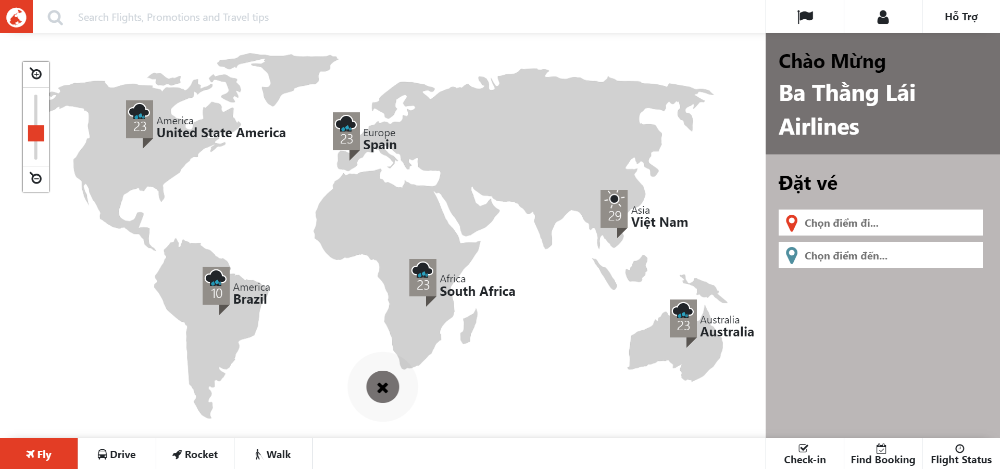 Search Flights, Promotions and Travel tips
Hỗ Trợ
Chào Mừng
Ba Thằng Lái
Airlines
Đặt vé
Chọn điểm đi...
Chọn điểm đến...
23
America
United State America
23
Europe
Spain
29
Asia
Việt Nam
10
America
Brazil
23
Africa
South Africa
23
Australia
Australia
Fly
Drive
Rocket
Walk
Check-in
Find Booking
Flight Status